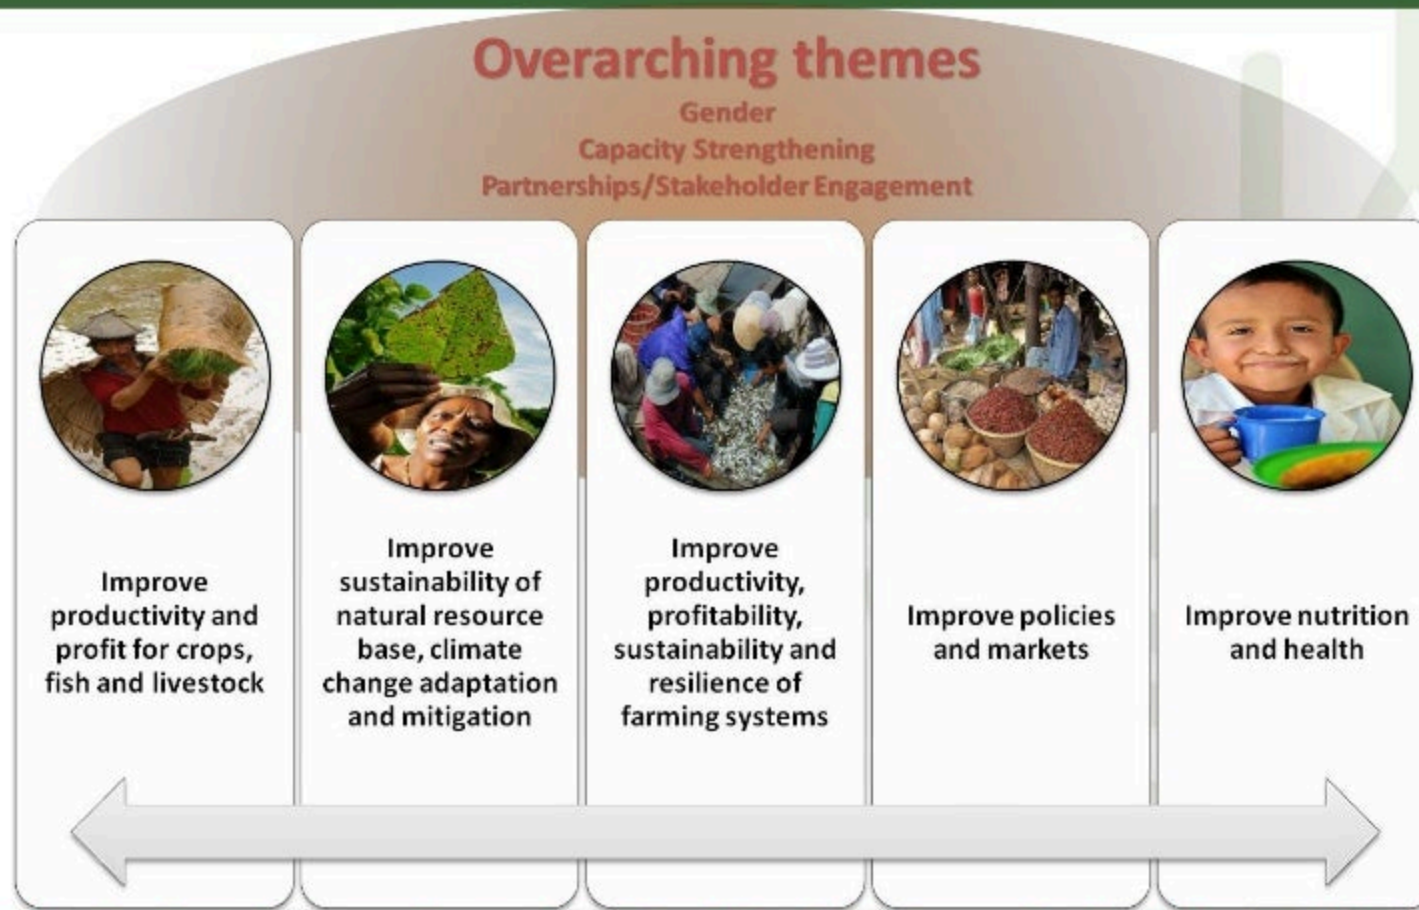 Overarching themes
Gender
Capacity Strengthening
Partnerships/Stakeholder Engagement
Improve
productivity and
profit for crops,
fish and livestock
Improve
sustainability of
natural resource
base, climate
change adaptation
and mitigation
Improve
productivity,
profitability,
sustainability and
resilience of
farming systems
Improve policies
and markets
Improve nutrition
and health